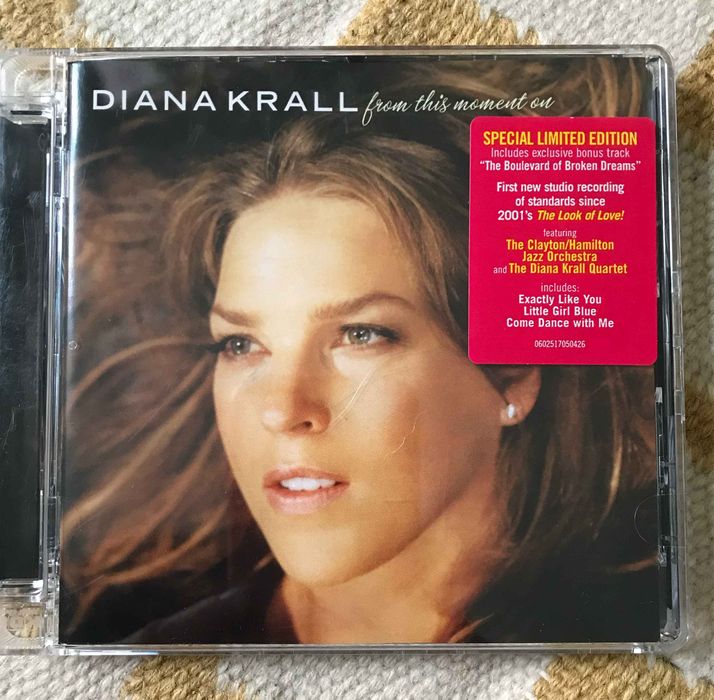 DIANA KRALL from this moment on
SPECIAL LIMITED EDITION
Includes exclusive bonus track
“The Boulevard of Broken Dreams”
First new studio recording
of standards since
2001's The Look of Love!
featuring
The Clayton/Hamilton
Jazz Orchestra
and The Diana Krall Quartet
includes:
Exactly Like You
Little Girl Blue
Come Dance with Me
0602517050426